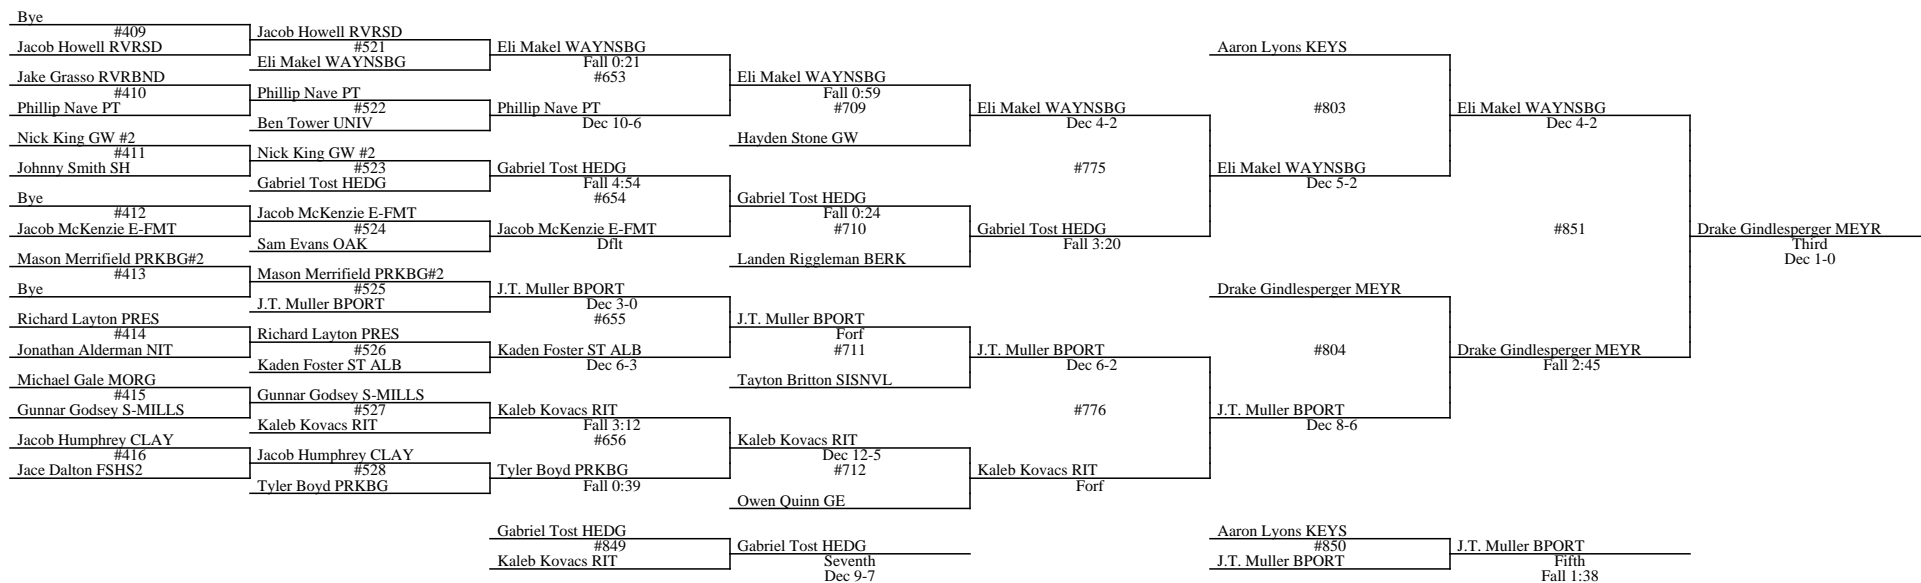 Bye
#409
Jacob Howell RVRSD
Jake Grasso RVRBND
#410
Phillip Nave PT
Nick King GW #2
#411
Johnny Smith SH
Bye
#412
Jacob McKenzie E-FMT
Mason Merrifield PRKBG#2
#413
Bye
Richard Layton PRES
#414
Jonathan Alderman NIT
Michael Gale MORG
#415
Gunnar Godsey S-MILLS
Jacob Humphrey CLAY
#416
Jace Dalton FSHS2
Jacob Howell RVRSD
#521
Eli Makel WAYNSBG
Phillip Nave PT
#522
Ben Tower UNIV
Nick King GW #2
#523
Gabriel Tost HEDG
Jacob McKenzie E-FMT
#524
Sam Evans OAK
Mason Merrifield PRKBG#2
#525
J.T. Muller BPORT
Richard Layton PRES
#526
Kaden Foster ST ALB
Gunnar Godsey S-MILLS
#527
Kaleb Kovacs RIT
Jacob Humphrey CLAY
#528
Tyler Boyd PRKBG
Eli Makel WAYNSBG
Fall 0:21
#653
Phillip Nave PT
Dec 10-6
Gabriel Tost HEDG
Fall 4:54
#654
Jacob McKenzie E-FMT
Dflt
J.T. Muller BPORT
Dec 3-0
#655
Kaden Foster ST ALB
Dec 6-3
Kaleb Kovacs RIT
Fall 3:12
#656
Tyler Boyd PRKBG
Fall 0:39
Eli Makel WAYNSBG
Fall 0:59
#709
Hayden Stone GW
Gabriel Tost HEDG
Fall 0:24
#710
Landen Riggleman BERK
J.T. Muller BPORT
Forf
#711
Tayton Britton SISNVL
Kaleb Kovacs RIT
Dec 12-5
#712
Owen Quinn GE
Eli Makel WAYNSBG
Dec 4-2
#775
Gabriel Tost HEDG
Fall 3:20
J.T. Muller BPORT
Dec 6-2
#776
Kaleb Kovacs RIT
Forf
Aaron Lyons KEYS
#803
Eli Makel WAYNSBG
Dec 5-2
Drake Gindlesperger MEYR
#804
J.T. Muller BPORT
Dec 8-6
Eli Makel WAYNSBG
Dec 4-2
#851
Drake Gindlesperger MEYR
Fall 2:45
Drake Gindlesperger MEYR
Third
Dec 1-0
Gabriel Tost HEDG
#849
Kaleb Kovacs RIT
Gabriel Tost HEDG
Seventh
Dec 9-7
Aaron Lyons KEYS
#850
J.T. Muller BPORT
J.T. Muller BPORT
Fifth
Fall 1:38